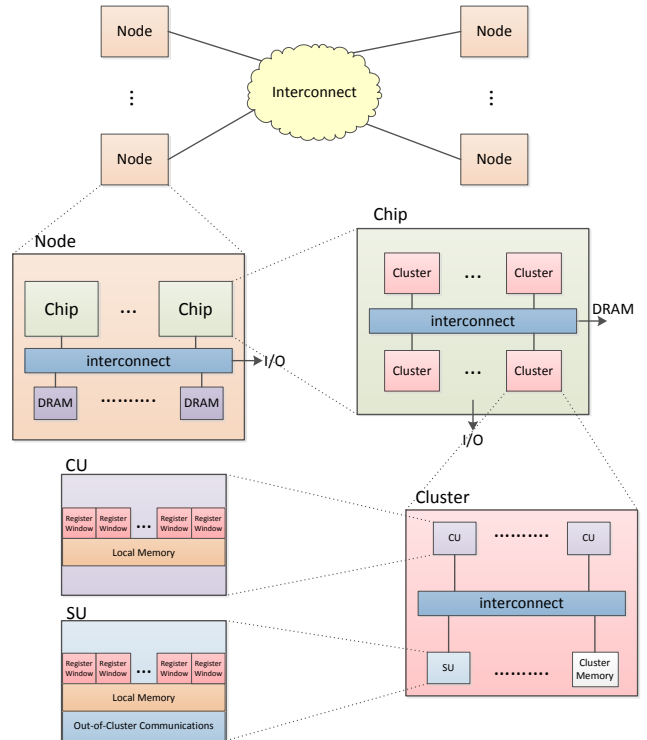 Node
Node
Interconnect
...
...
Node
Node
Node
Chip
...
Chip
interconnect
I/O
DRAM
..........
DRAM
Chip
Cluster
...
Cluster
interconnect
DRAM
Cluster
...
Cluster
I/O
CU
Register
Window
Register
Window
...
Register
Window
Register
Window
Local Memory
SU
Register
Window
Register
Window
...
Register
Window
Register
Window
Local Memory
Out-of-Cluster Communications
Cluster
CU
..........
CU
interconnect
SU
..........
Cluster
Memory